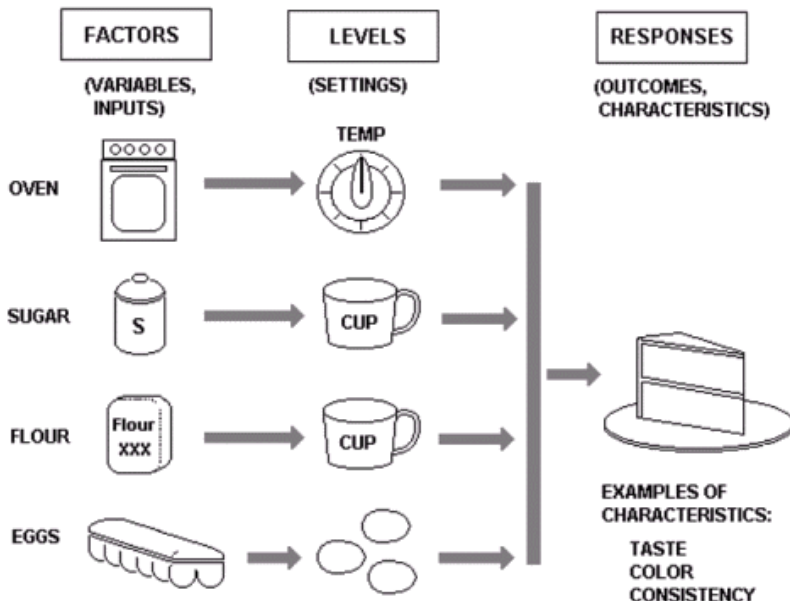 FACTORS
LEVELS
RESPONSES
(VARIABLES,
INPUTS)
(SETTINGS)
(OUTCOMES,
CHARACTERISTICS)
TEMP
OVEN
SUGAR
S
CUP
FLOUR
Flour
XXX
CUP
EGGS
EXAMPLES OF
CHARACTERISTICS:
TASTE
COLOR
CONSISTENCY